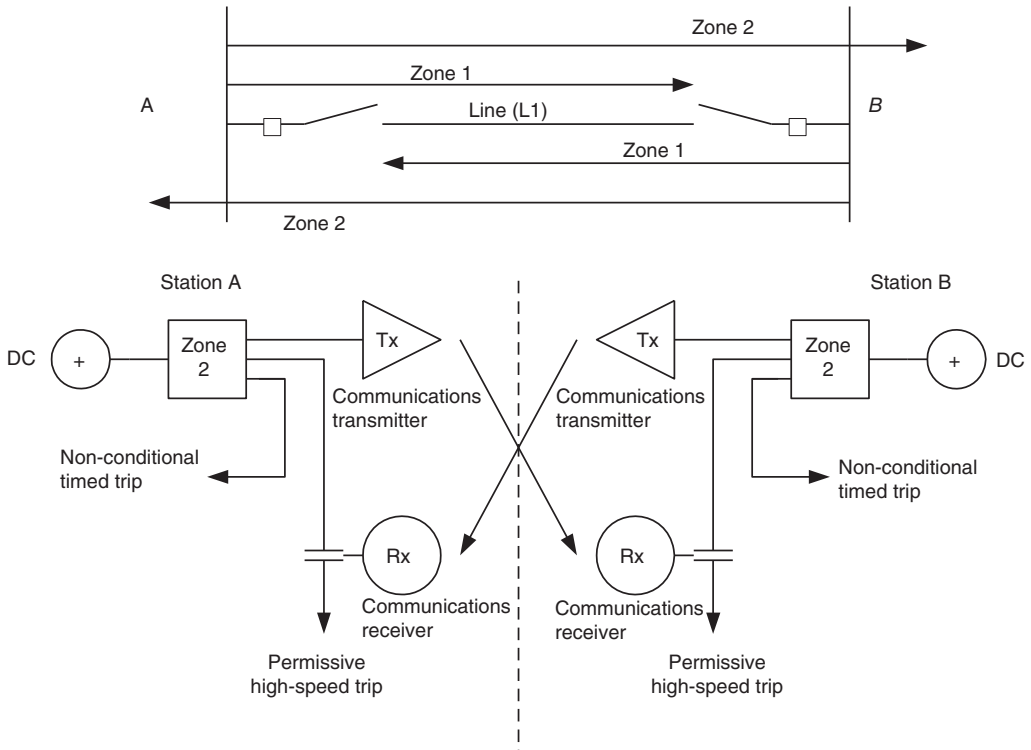 Zone 2
Zone 1
A
Line (L1)
B
Zone 1
Zone 2
Station A
Station B
DC
+
Zone
2
Tx
Tx
Zone
2
+
DC
Communications
transmitter
Communications
transmitter
Non-conditional
timed trip
Non-conditional
timed trip
Rx
Rx
Communications
receiver
Communications
receiver
Permissive
high-speed trip
Permissive
high-speed trip